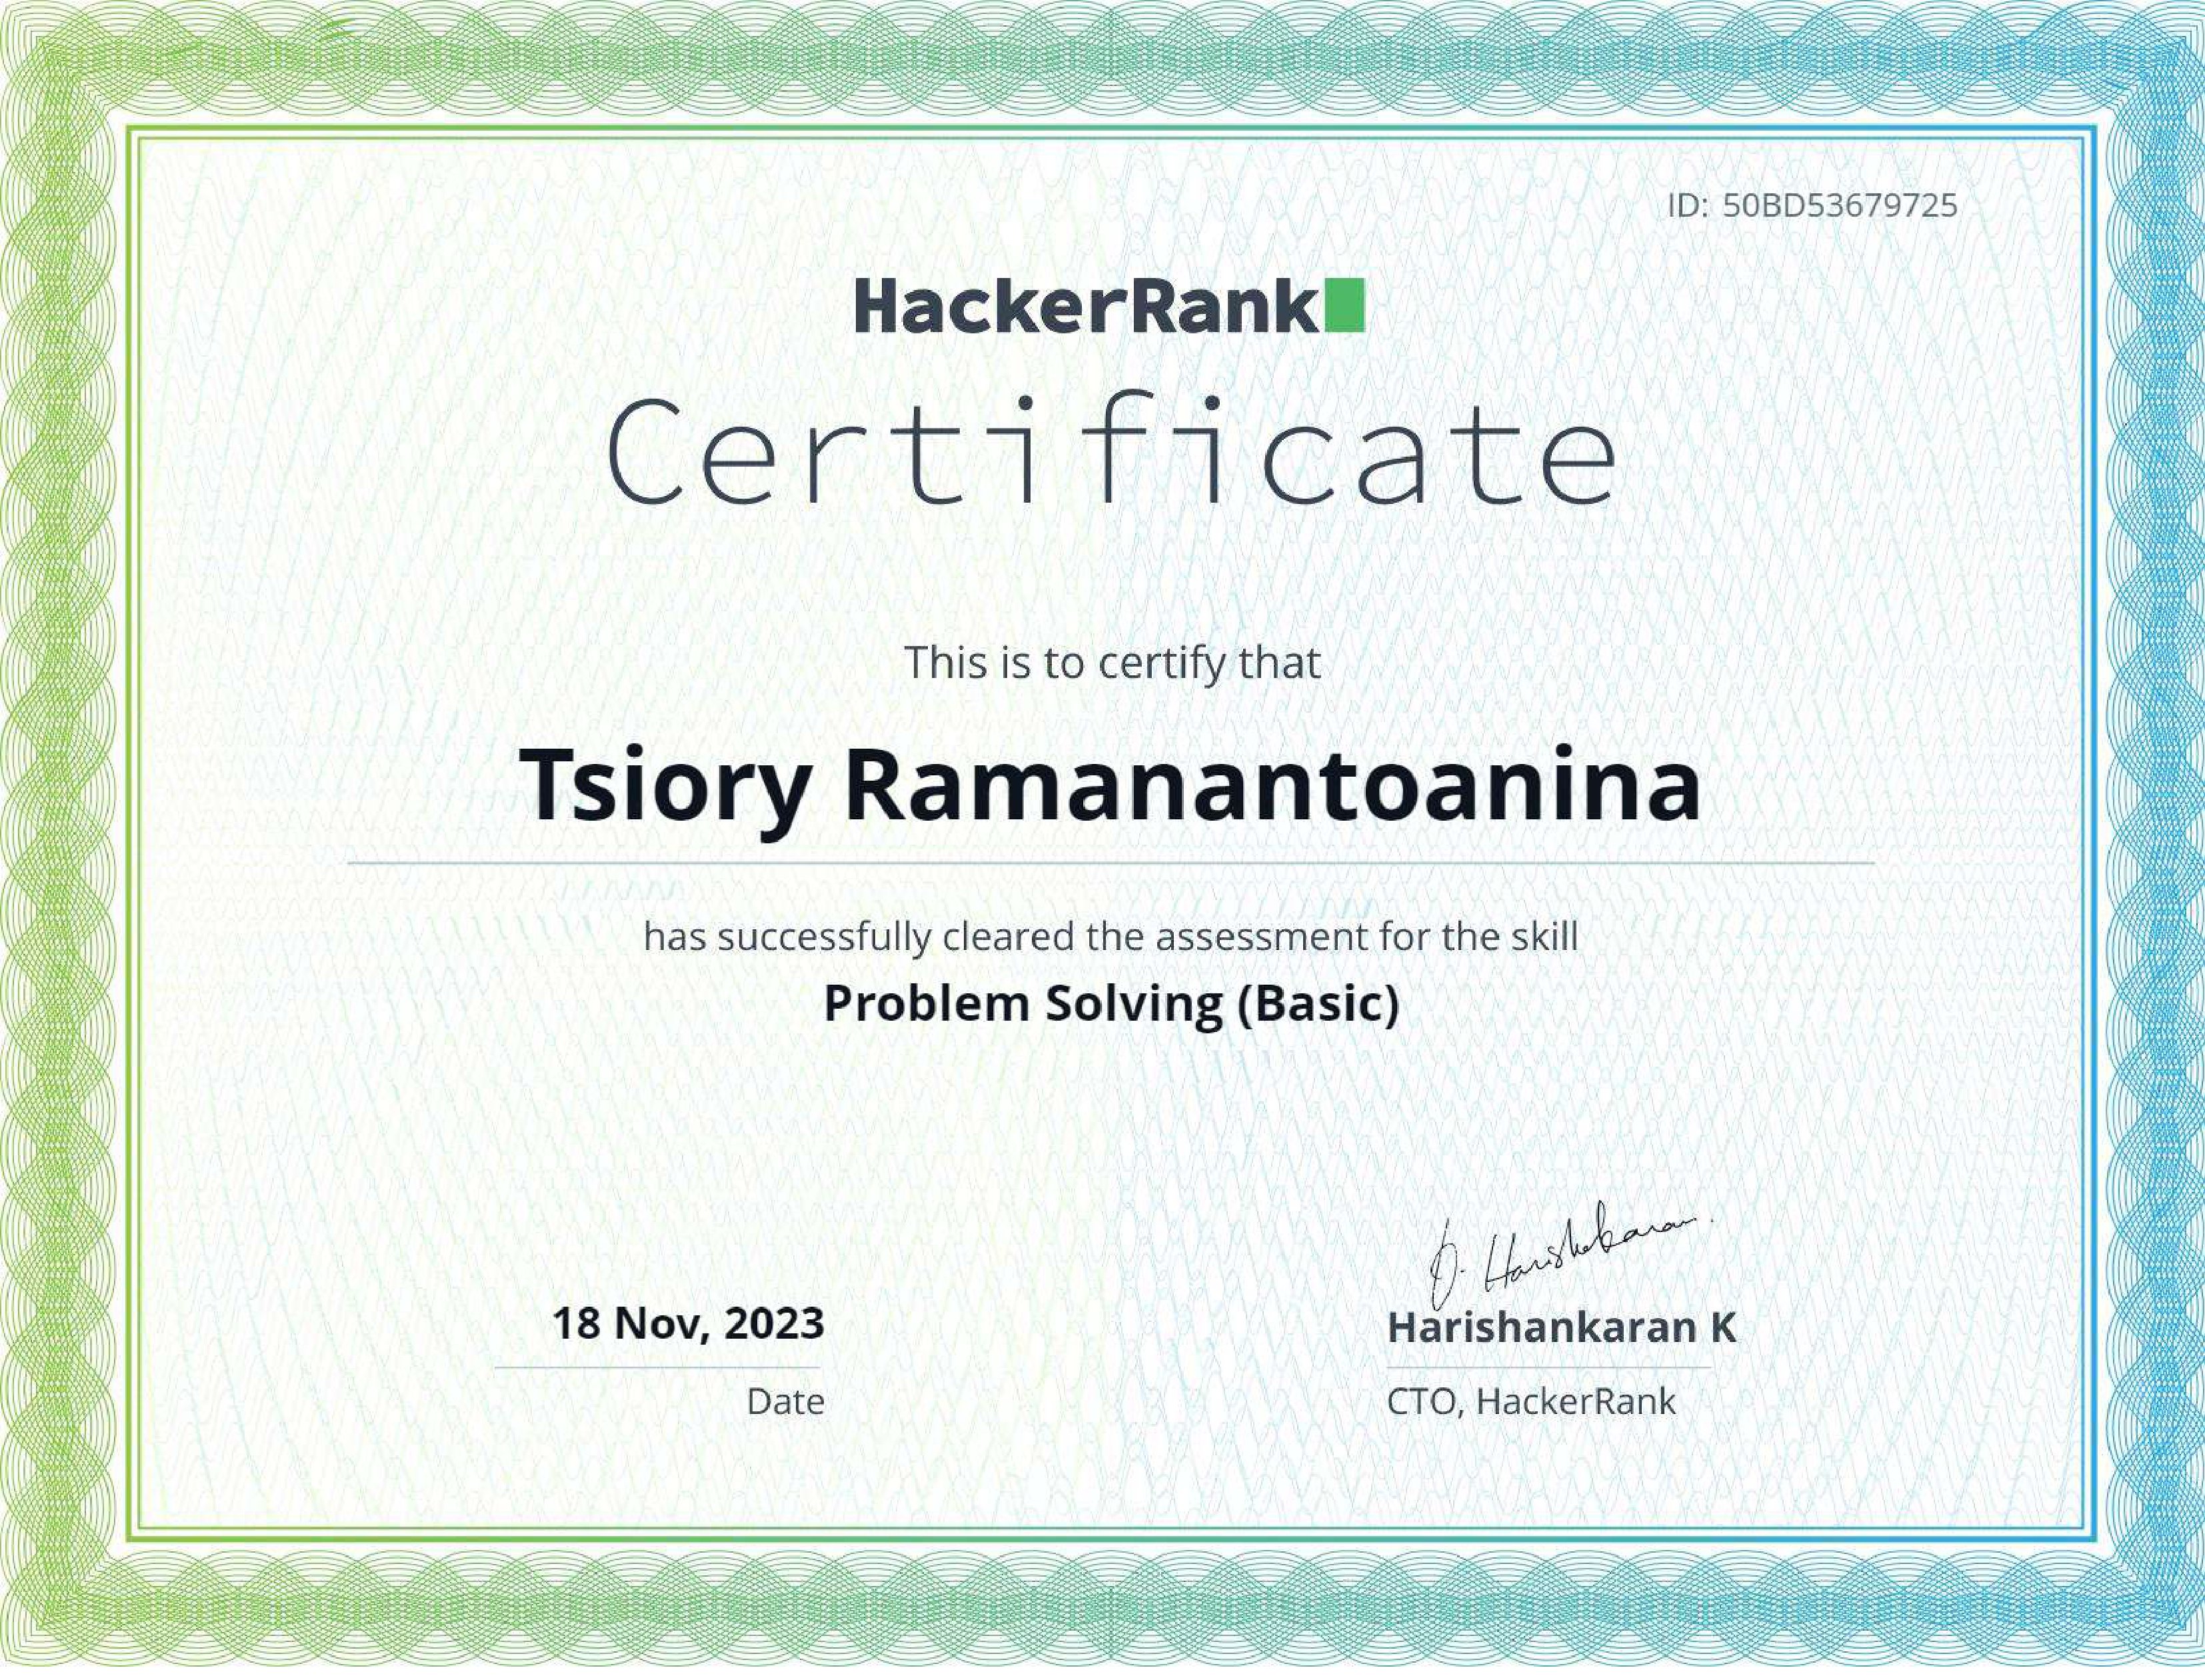 ID: 50BD53679725
HackerRank
Certificate
This is to certify that
Tsiory Ramanantoanina
has successfully cleared the assessment for the skill
Problem Solving (Basic)
18 Nov, 2023
Date
Harishankaran K
CTO, HackerRank